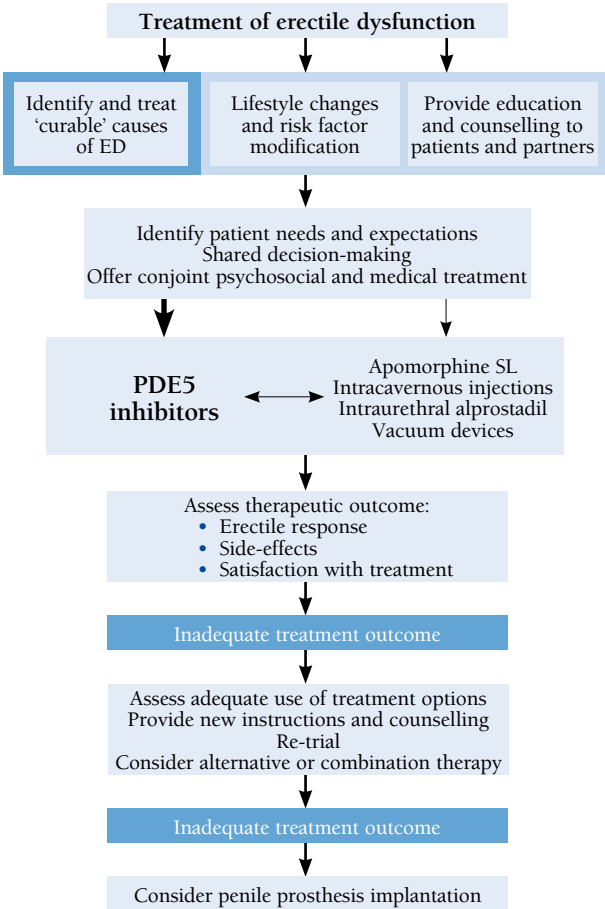 Treatment of erectile dysfunction
Identify and treat
‘curable’ causes
of ED
Lifestyle changes
and risk factor
modification
Provide education
and counselling to
patients and partners
Identify patient needs and expectations
Shared decision-making
Offer conjoint psychosocial and medical treatment
PDE5
inhibitors
Apomorphine SL
Intracavernous injections
Intraurethral alprostadil
Vacuum devices
Assess therapeutic outcome:
• Erectile response
• Side-effects
• Satisfaction with treatment
Inadequate treatment outcome
Assess adequate use of treatment options
Provide new instructions and counselling
Re-trial
Consider alternative or combination therapy
Inadequate treatment outcome
Consider penile prosthesis implantation